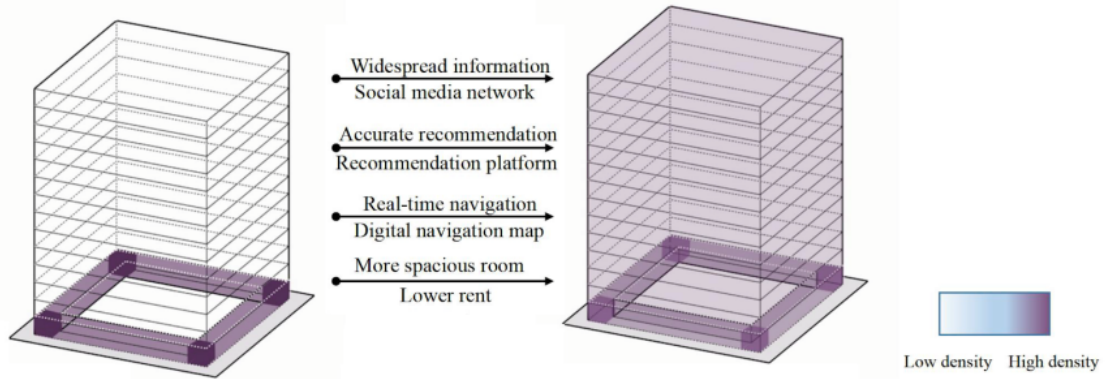 Widespread information
Social media network
Accurate recommendation
Recommendation platform
Real-time navigation
Digital navigation map
More spacious room
Lower rent
Low density High density